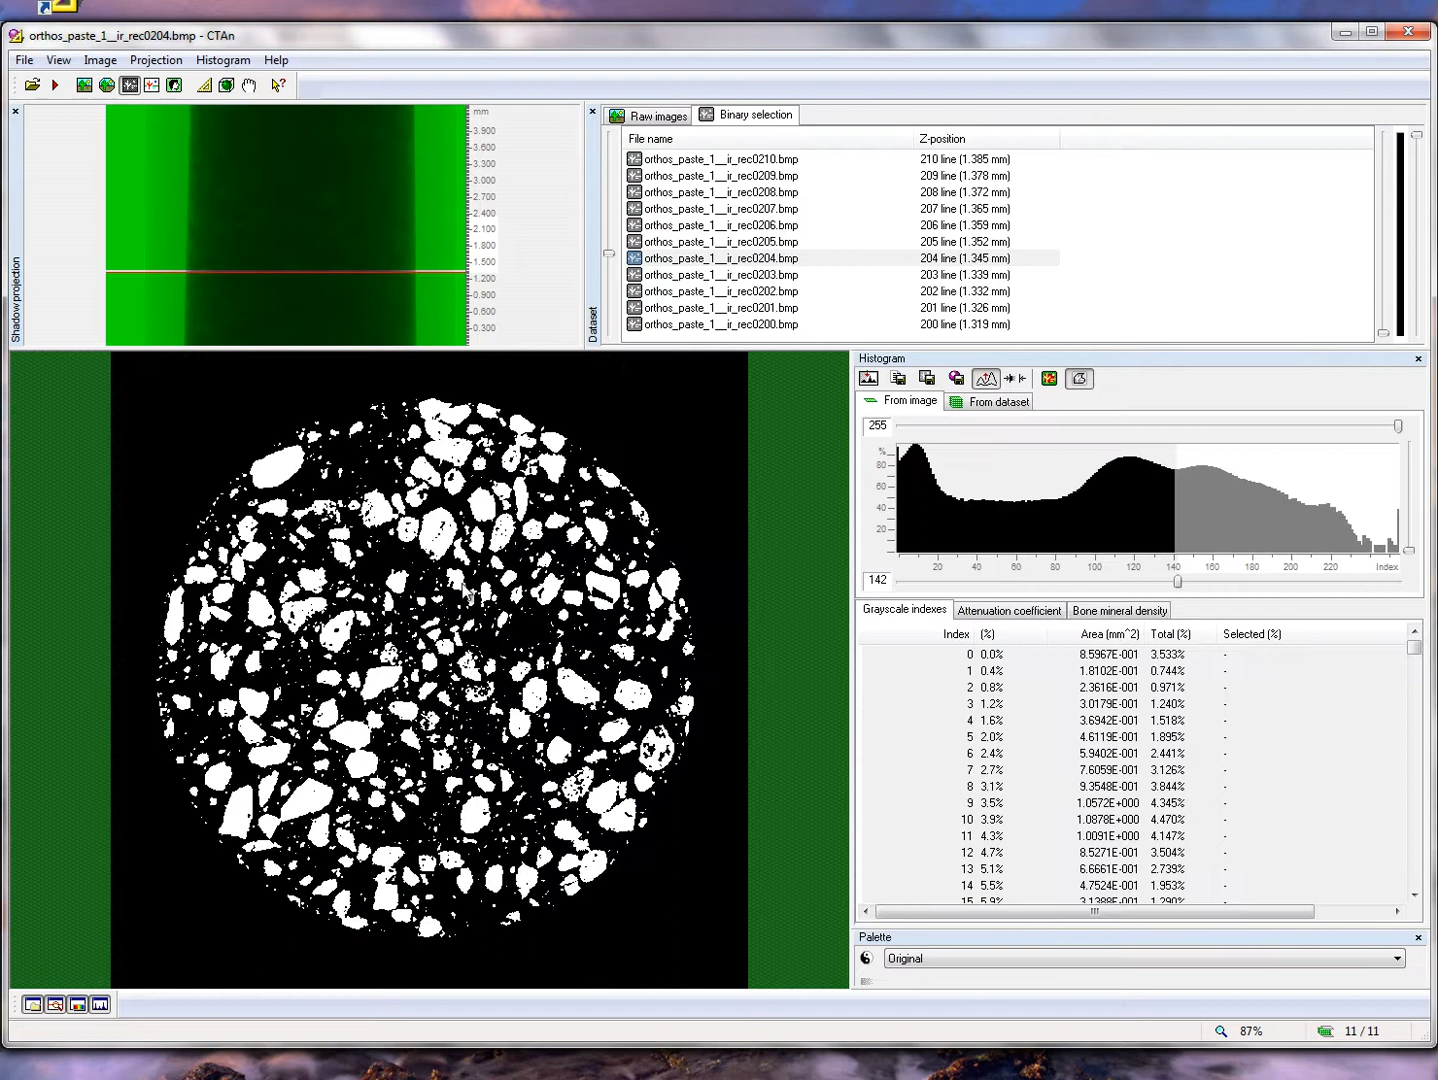 orthos_paste_1__ir_rec0204.bmp - CTAn
File View Image Projection Histogram Help
mm
3.900
3.600
3.300
3.000
2.700
2.400
2.100
1.800
1.500
1.200
0.900
0.600
0.300
Shadow projection
Dataset
Raw images Binary selection
File name Z-position
orthos_paste_1__ir_rec0210.bmp 210 line (1.385 mm)
orthos_paste_1__ir_rec0209.bmp 209 line (1.378 mm)
orthos_paste_1__ir_rec0208.bmp 208 line (1.372 mm)
orthos_paste_1__ir_rec0207.bmp 207 line (1.365 mm)
orthos_paste_1__ir_rec0206.bmp 206 line (1.359 mm)
orthos_paste_1__ir_rec0205.bmp 205 line (1.352 mm)
orthos_paste_1__ir_rec0204.bmp 204 line (1.345 mm)
orthos_paste_1__ir_rec0203.bmp 203 line (1.339 mm)
orthos_paste_1__ir_rec0202.bmp 202 line (1.332 mm)
orthos_paste_1__ir_rec0201.bmp 201 line (1.326 mm)
orthos_paste_1__ir_rec0200.bmp 200 line (1.319 mm)
Histogram
From image From dataset
255
%
80
60
40
20
20 40 60 80 100 120 140 160 180 200 220 Index
142
Grayscale indexes Attenuation coefficient Bone mineral density
Index (%) Area (mm^2) Total (%) Selected (%)
0 0.0% 8.5967E-001 3.533% -
1 0.4% 1.8102E-001 0.744% -
2 0.8% 2.3616E-001 0.971% -
3 1.2% 3.0179E-001 1.240% -
4 1.6% 3.6942E-001 1.518% -
5 2.0% 4.6119E-001 1.895% -
6 2.4% 5.9402E-001 2.441% -
7 2.7% 7.6059E-001 3.126% -
8 3.1% 9.3548E-001 3.844% -
9 3.5% 1.0572E+000 4.345% -
10 3.9% 1.0878E+000 4.470% -
11 4.3% 1.0091E+000 4.147% -
12 4.7% 8.5271E-001 3.504% -
13 5.1% 6.6661E-001 2.739% -
14 5.5% 4.7524E-001 1.953% -
15 5.9% 3.1388E-001 1.290% -
Palette
Original
87% 11 / 11